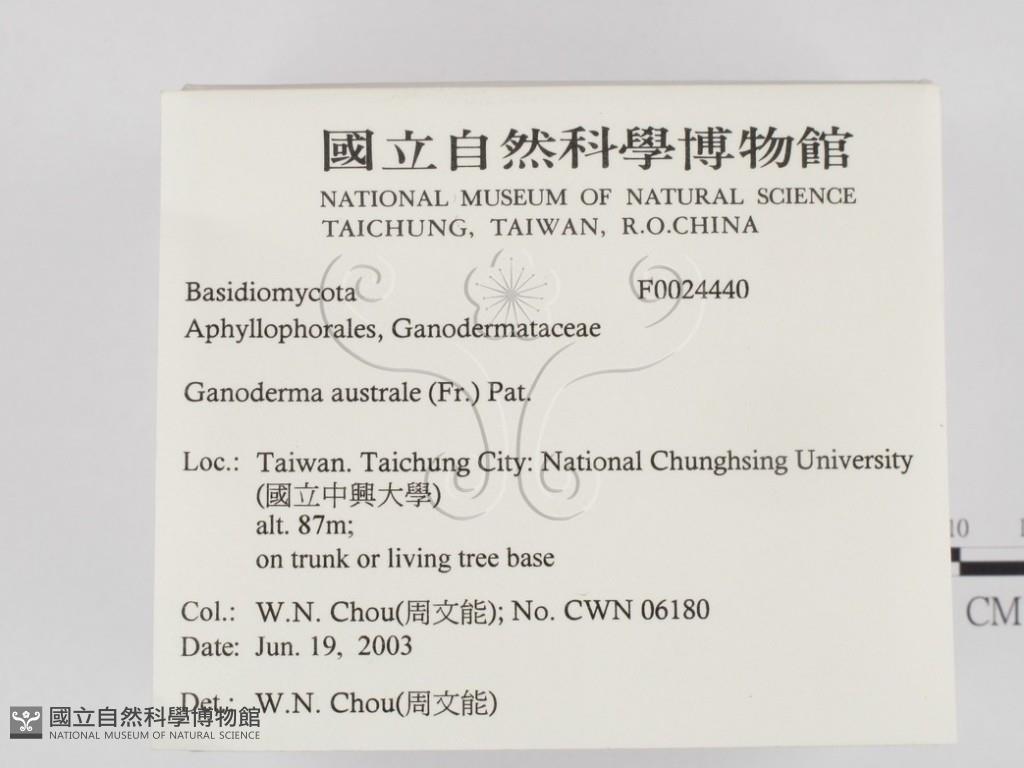 國立自然科學博物館
NATIONAL MUSEUM OF NATURAL SCIENCE
TAICHUNG, TAIWAN, R.O.CHINA
Basidiomycota F0024440
Aphyllophorales, Ganodermataceae
Ganoderma australe (Fr.) Pat.
Loc.: Taiwan. Taichung City: National Chunghsing University
(國立中興大學)
alt. 87m;
on trunk or living tree base
10
CM
Col.: W.N. Chou(周文能); No. CWN 06180
Date: Jun. 19, 2003
Det.: W.N. Chou(周文能)
國立自然科學博物館
NATIONAL MUSEUM OF NATURAL SCIENCE